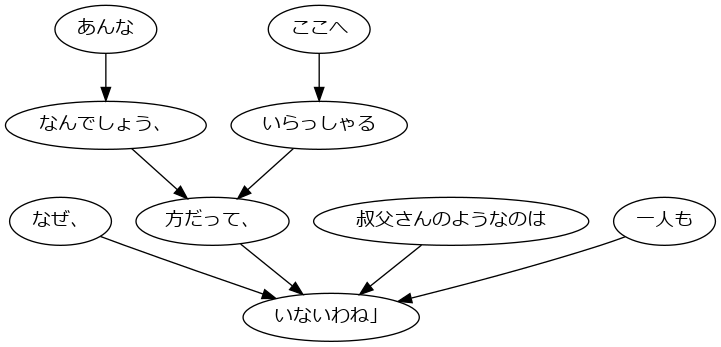 あんな
ここへ
なんでしょう、
いらっしゃる
なぜ、
方だって、
叔父さんのようなのは
一人も
いないわね」